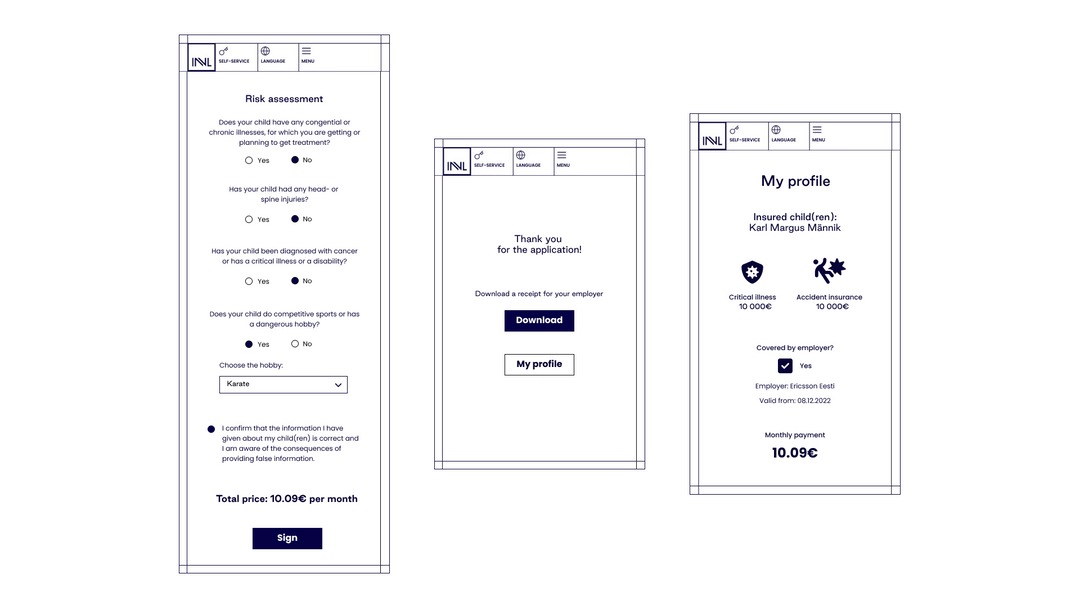 INNL
SELF-SERVICE
LANGUAGE
MENU
Risk assessment
Does your child have any congential or
chronic illnesses, for which you are getting or
planning to get treatment?
Yes
No
Has your child had any head- or
spine injuries?
Yes
No
Has your child been diagnosed with cancer
or has a critical illness or a disability?
Yes
No
Does your child do competitive sports or has
a dangerous hobby?
Yes
No
Choose the hobby:
Karate
I confirm that the information I have
given about my child(ren) is correct and
I am aware of the consequences of
providing false information.
Total price: 10.09€ per month
Sign
INNL
SELF-SERVICE
LANGUAGE
MENU
Thank you
for the application!
Download a receipt for your employer
Download
My profile
INNL
SELF-SERVICE
LANGUAGE
MENU
My profile
Insured child(ren):
Karl Margus Männik
Critical illness
10 000€
Accident insurance
10 000€
Covered by employer?
Yes
Employer: Ericsson Eesti
Valid from: 08.12.2022
Monthly payment
10.09€